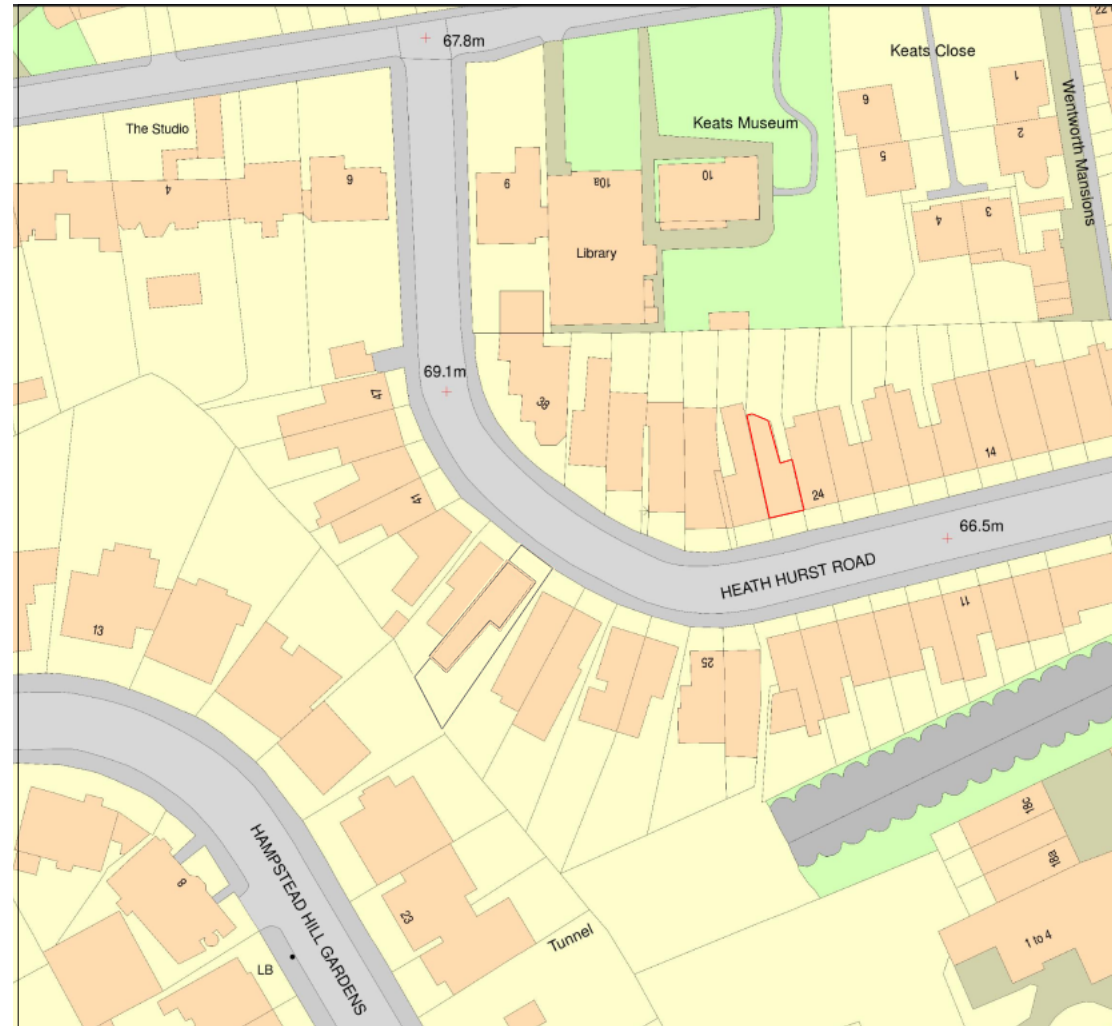 67.8m
22
Keats Close
The Studio
Keats Museum
Wentworth Mansions
1
2
6
5
4
6
9
10a
10
4
3
Library
69.1m
47
38
41
24
14
66.5m
HEATH HURST ROAD
11
25
13
18c
18a
8
HAMPSTEAD HILL GARDENS
23
Tunnel
1 to 4
LB